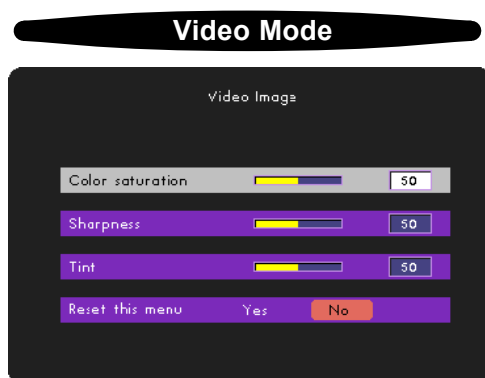 Video Mode
Video Image
Color saturation 50
Sharpness 50
Tint 50
Reset this menu Yes No